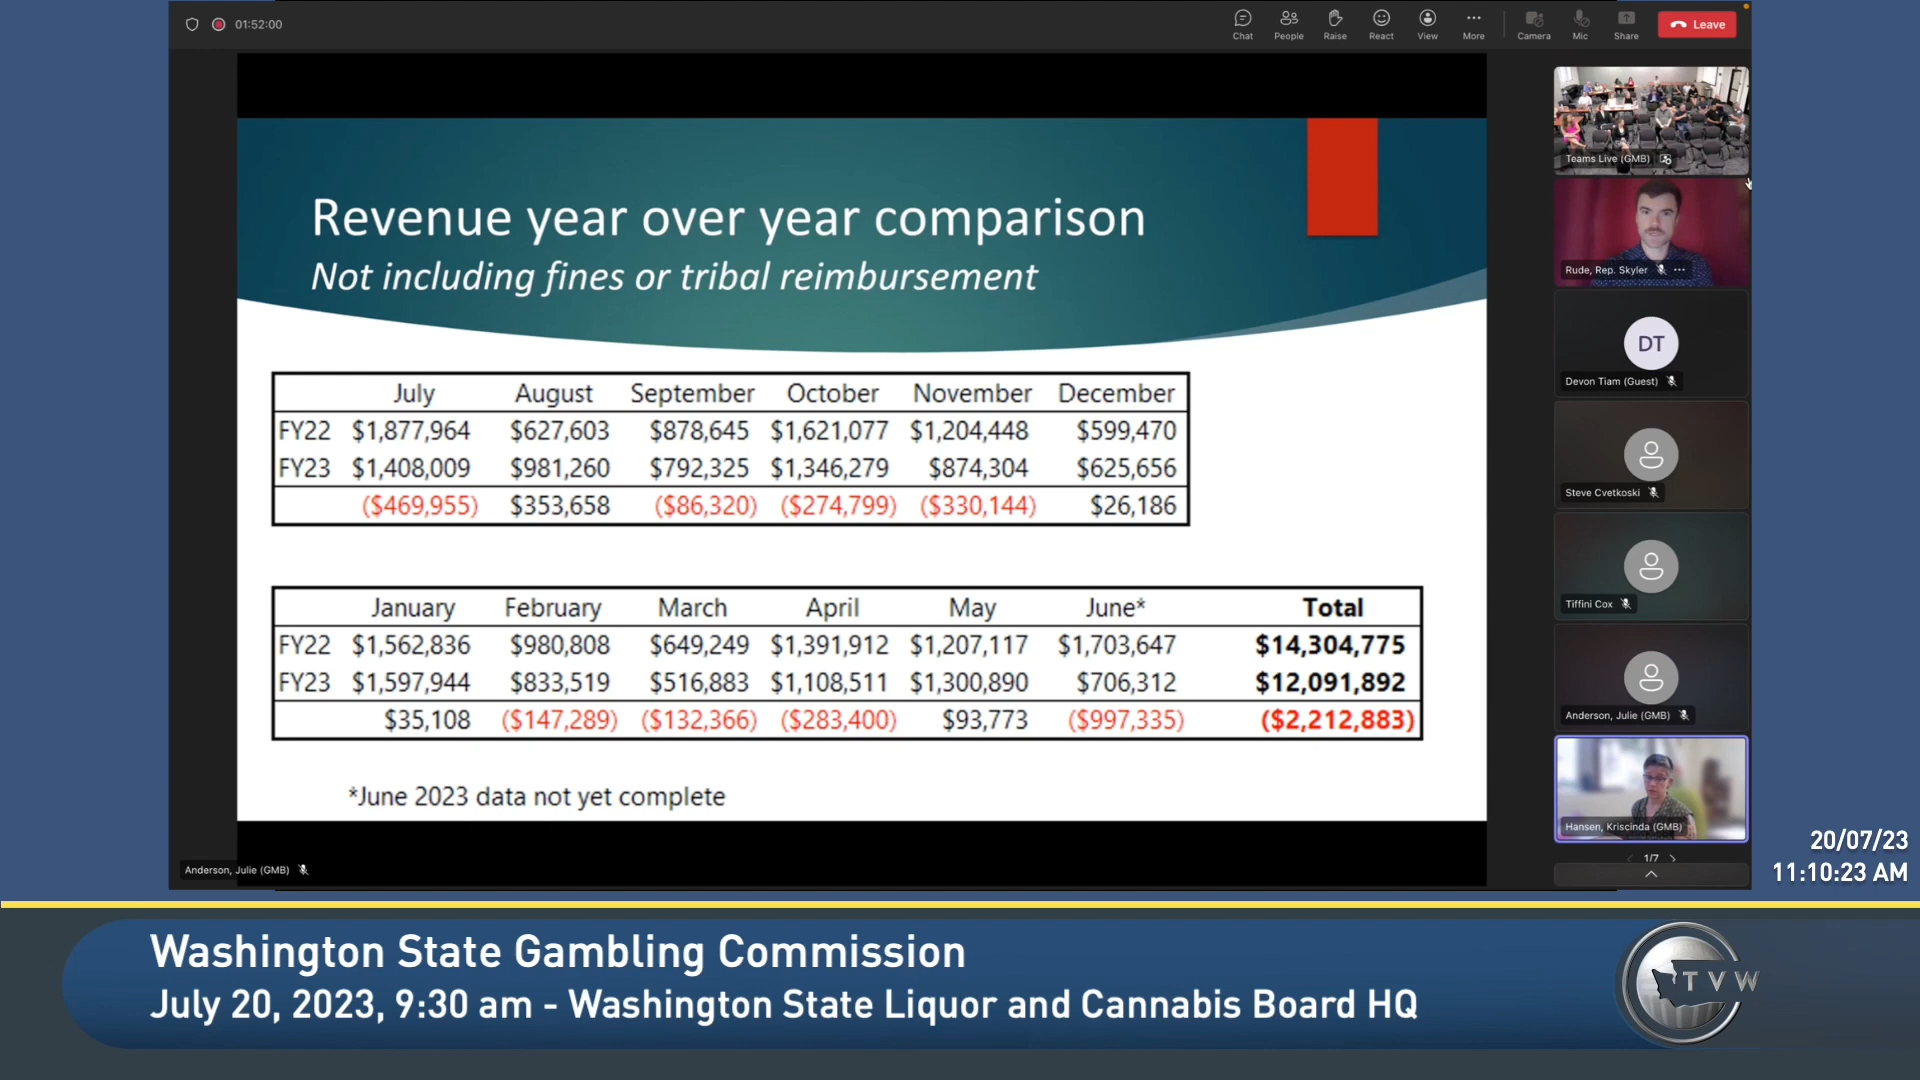 01:52:00
Chat People Raise React View More Camera Mic Share Leave
Revenue year over year comparison
Not including fines or tribal reimbursement
July August September October November December
FY22 $1,877,964 $627,603 $878,645 $1,621,077 $1,204,448 $599,470
FY23 $1,408,009 $981,260 $792,325 $1,346,279 $874,304 $625,656
($469,955) $353,658 ($86,320) ($274,799) ($330,144) $26,186
January February March April May June* Total
FY22 $1,562,836 $980,808 $649,249 $1,391,912 $1,207,117 $1,703,647 $14,304,775
FY23 $1,597,944 $833,519 $516,883 $1,108,511 $1,300,890 $706,312 $12,091,892
$35,108 ($147,289) ($132,366) ($283,400) $93,773 ($997,335) ($2,212,883)
*June 2023 data not yet complete
Anderson, Julie (GMB)
Teams Live (GMB)
Rude, Rep. Skyler
DT
Devon Tiam (Guest)
Steve Cvetkoski
Tiffini Cox
Anderson, Julie (GMB)
Hansen, Kriscinda (GMB)
1/7
20/07/23
11:10:23 AM
Washington State Gambling Commission
July 20, 2023, 9:30 am - Washington State Liquor and Cannabis Board HQ
TVW